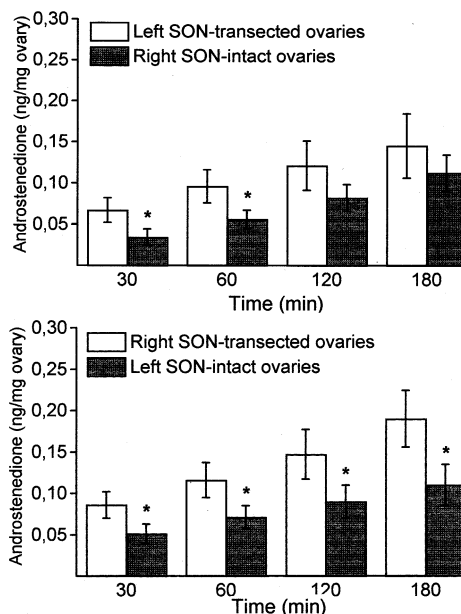 Androstenedione (ng/mg ovary)
0,30
0,25
0,20
0,15
0,10
0,05
Left SON-transected ovaries
Right SON-intact ovaries
*
*
30 60 120 180
Time (min)
Androstenedione (ng/mg ovary)
0,30
0,25
0,20
0,15
0,10
0,05
Right SON-transected ovaries
Left SON-intact ovaries
*
*
*
*
30 60 120 180
Time (min)